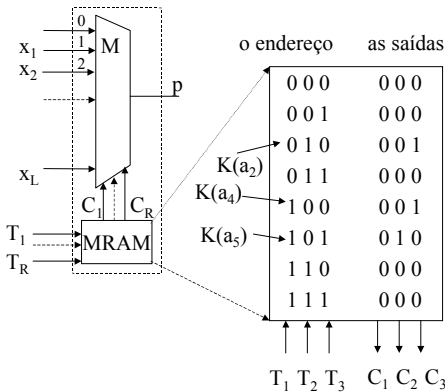 0
M
x1 1
x2 2
p
xL
C1 CR
T1
MRAM
TR
o endereço as saídas
0 0 0 0 0 0
0 0 1 0 0 0
0 1 0 0 0 1
K(a2)
0 1 1 0 0 0
K(a4)
1 0 0 0 0 1
K(a5)
1 0 1 0 1 0
1 1 0 0 0 0
1 1 1 0 0 0
T1 T2 T3 C1 C2 C3